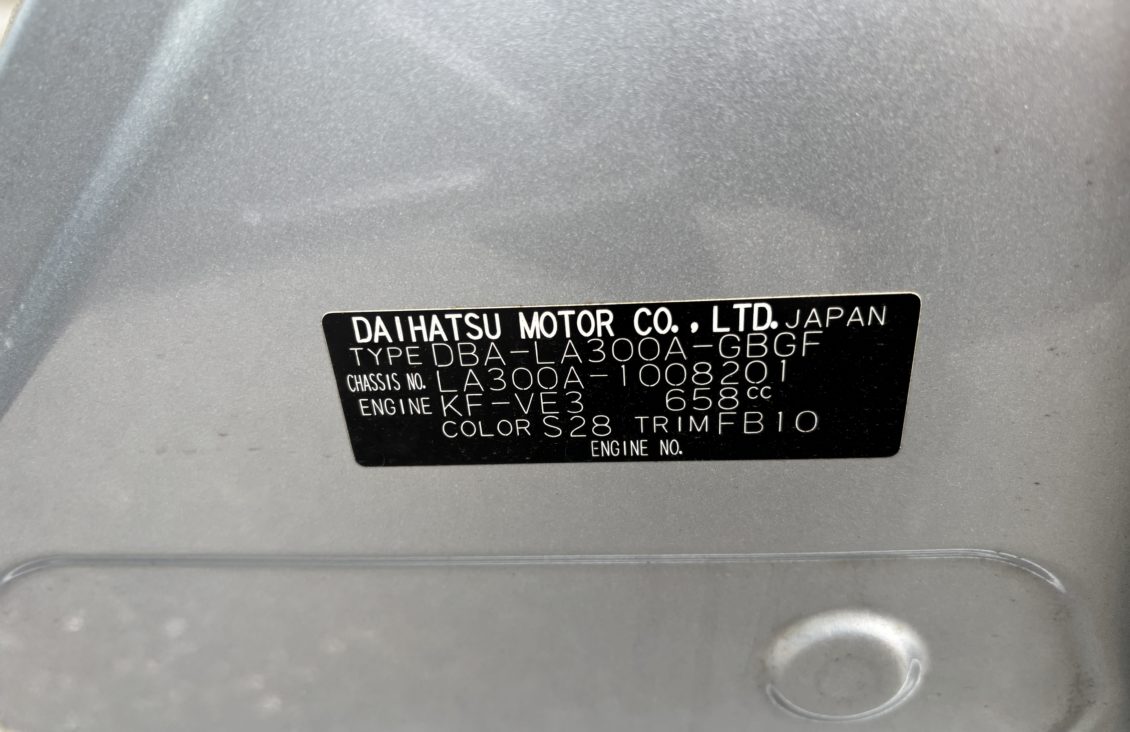 DAIHATSU MOTOR CO., LTD. JAPAN
TYPE DBA-LA300A-GBGF
CHASSIS NO. LA300A-1008201
ENGINE KF-VE3 658cc
COLOR S28 TRIM FB10
ENGINE NO.